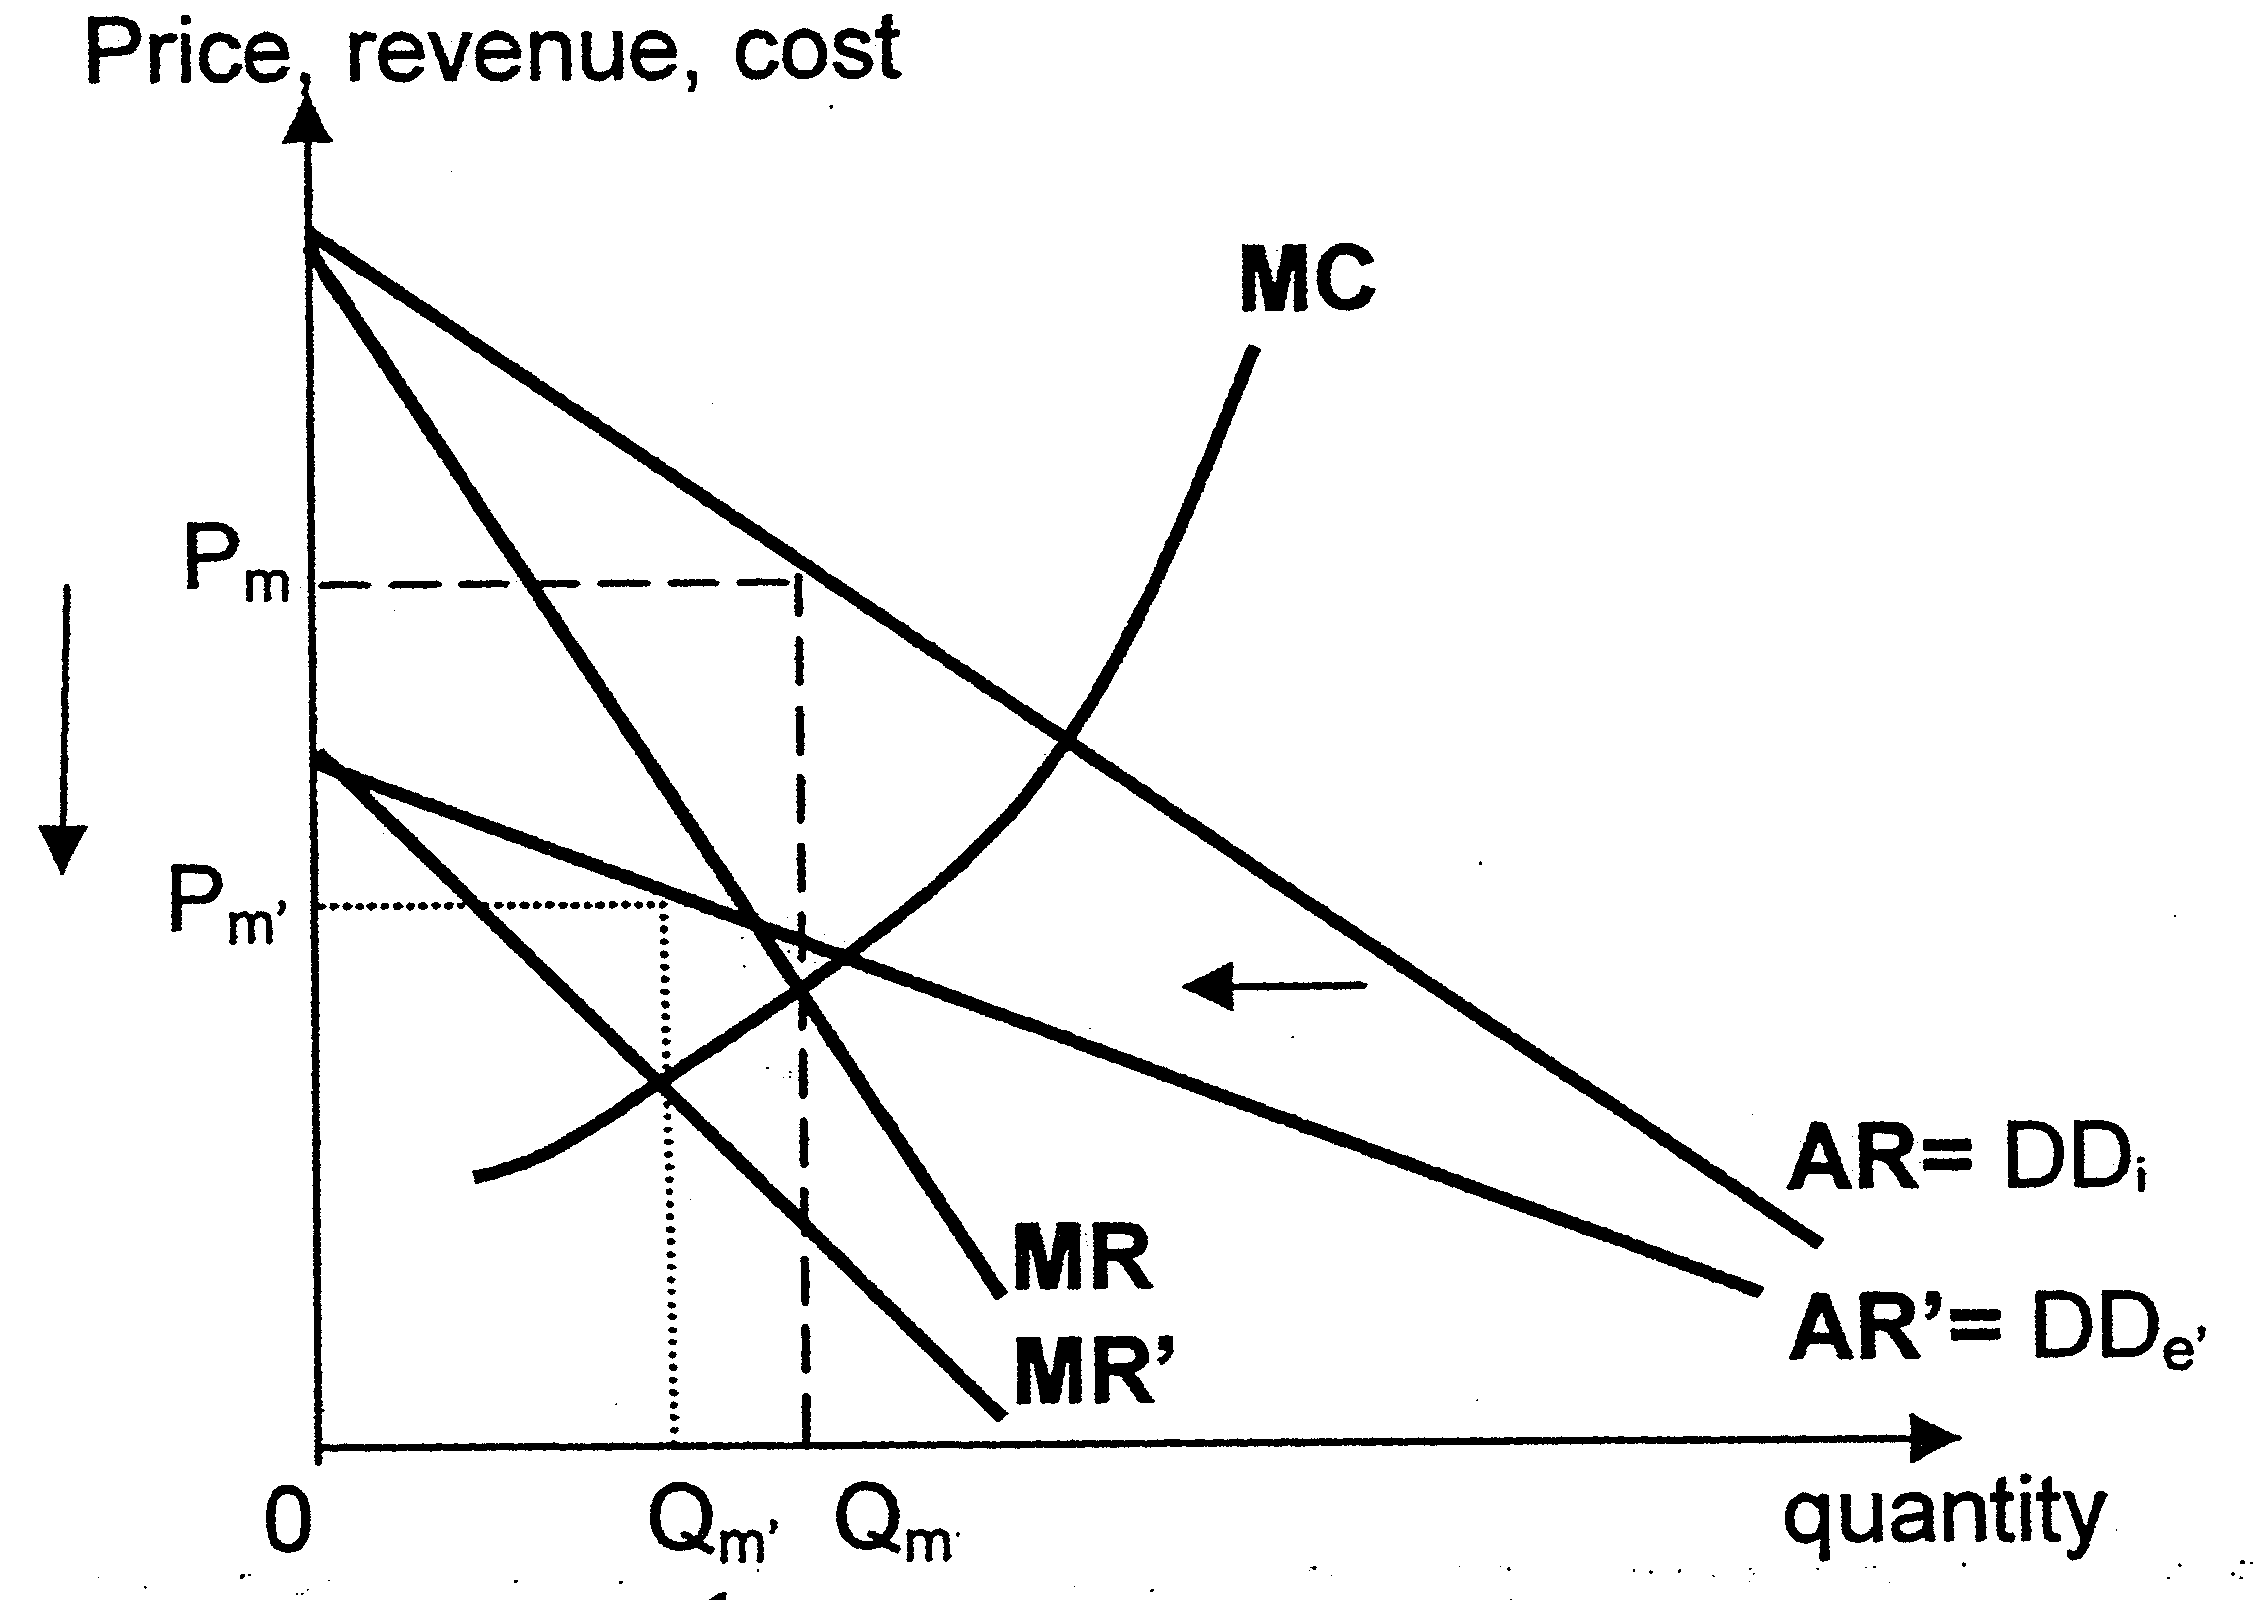 Price, revenue, cost
MC
Pm
Pm’
AR= DDi
MR
AR’= DDe’
MR’
0
Qm’
Qm
quantity